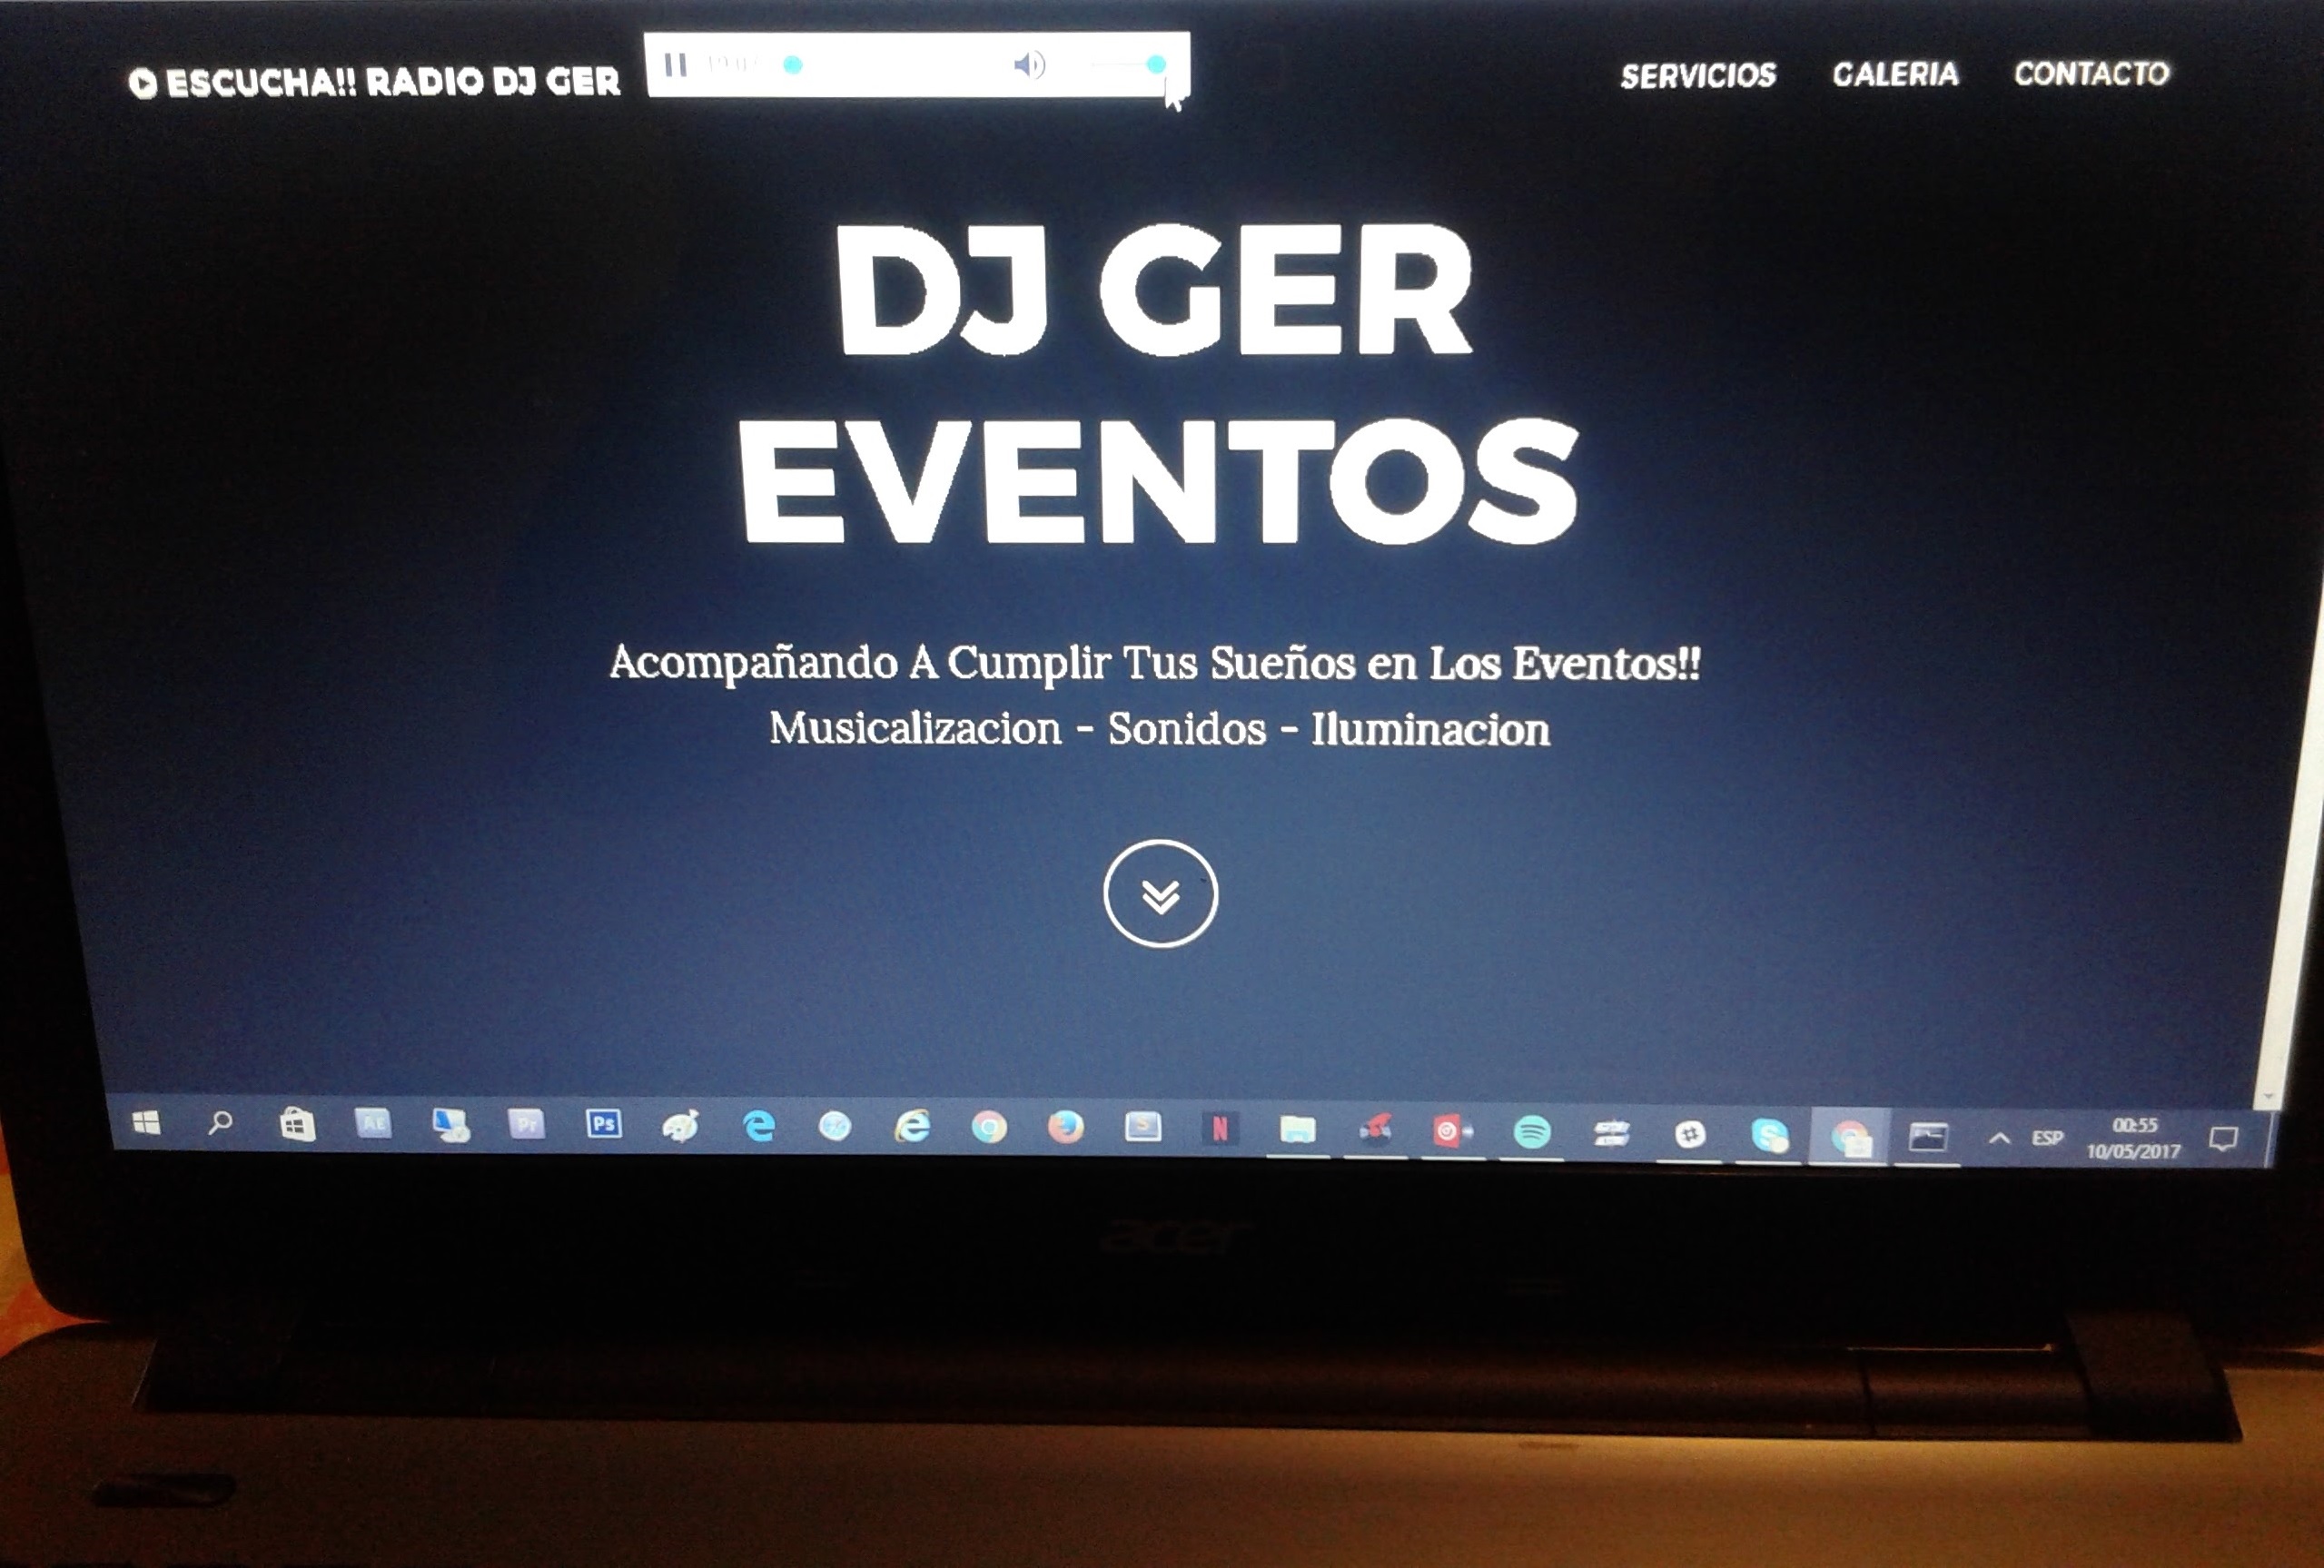 ESCUCHA!! RADIO DJ GER
SERVICIOS GALERIA CONTACTO
DJ GER
EVENTOS
Acompañando A Cumplir Tus Sueños en Los Eventos!!
Musicalizacion - Sonidos - Iluminacion
AE Pr Ps N ESP
00:55
10/05/2017
acer